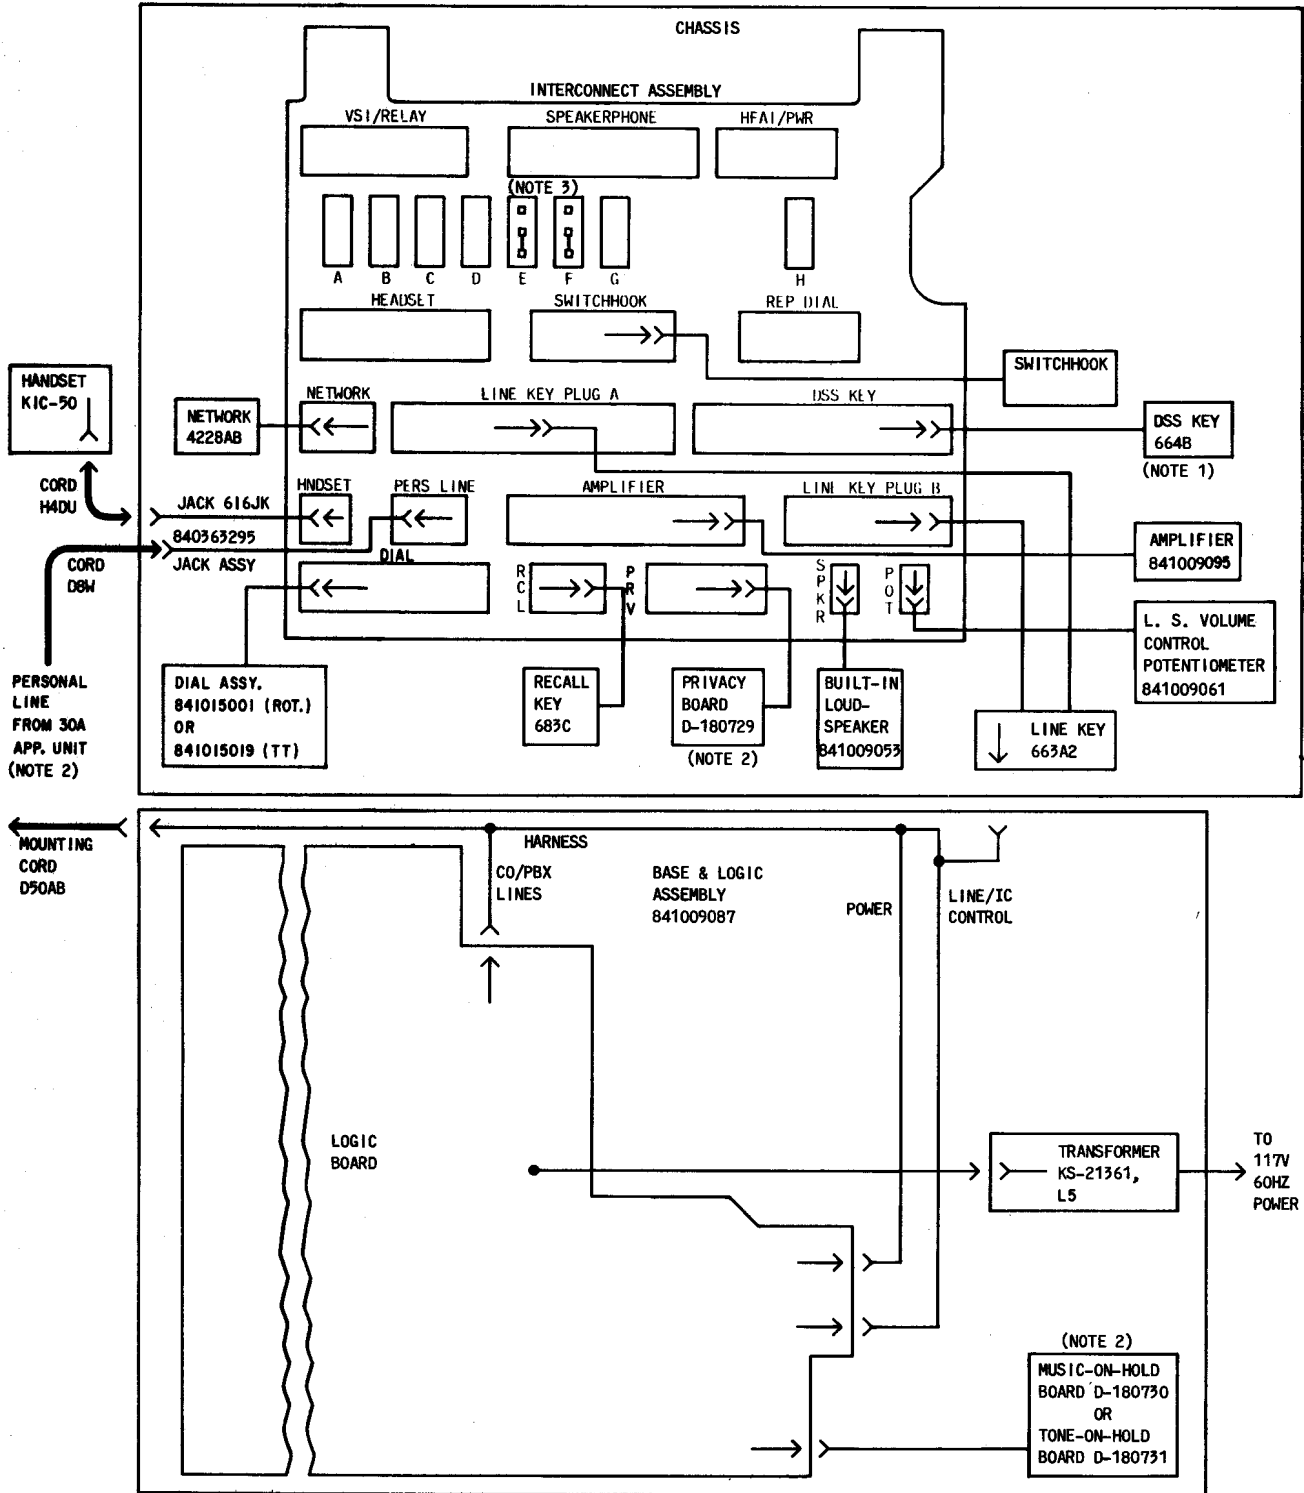 CHASSIS
INTERCONNECT ASSEMBLY
VSI/RELAY
SPEAKERPHONE
HFAI/PWR
(NOTE 3)
A
B
C
D
E
F
G
H
HEADSET
SWITCHHOOK
REP DIAL
SWITCHHOOK
HANDSET
KIC-50
NETWORK
4228AB
NETWORK
LINE KEY PLUG A
DSS KEY
DSS KEY
664B
(NOTE 1)
CORD
H4DU
JACK 616JK
HNDSET
PERS LINE
AMPLIFIER
LINE KEY PLUG B
840363295
JACK ASSY
CORD
D8W
AMPLIFIER
841009095
DIAL
RCL
PRV
SPKR
POT
L. S. VOLUME
CONTROL
POTENTIOMETER
841009061
PERSONAL
LINE
FROM 30A
APP. UNIT
(NOTE 2)
DIAL ASSY.
841015001 (ROT.)
OR
841015019 (TT)
RECALL
KEY
683C
PRIVACY
BOARD
D-180729
(NOTE 2)
BUILT-IN
LOUD-
SPEAKER
841009053
LINE KEY
663A2
MOUNTING
CORD
D50AB
HARNESS
CO/PBX
LINES
BASE & LOGIC
ASSEMBLY
841009087
POWER
LINE/IC
CONTROL
LOGIC
BOARD
TRANSFORMER
KS-21361,
L5
TO
117V
60HZ
POWER
(NOTE 2)
MUSIC-ON-HOLD
BOARD D-180730
OR
TONE-ON-HOLD
BOARD D-180731